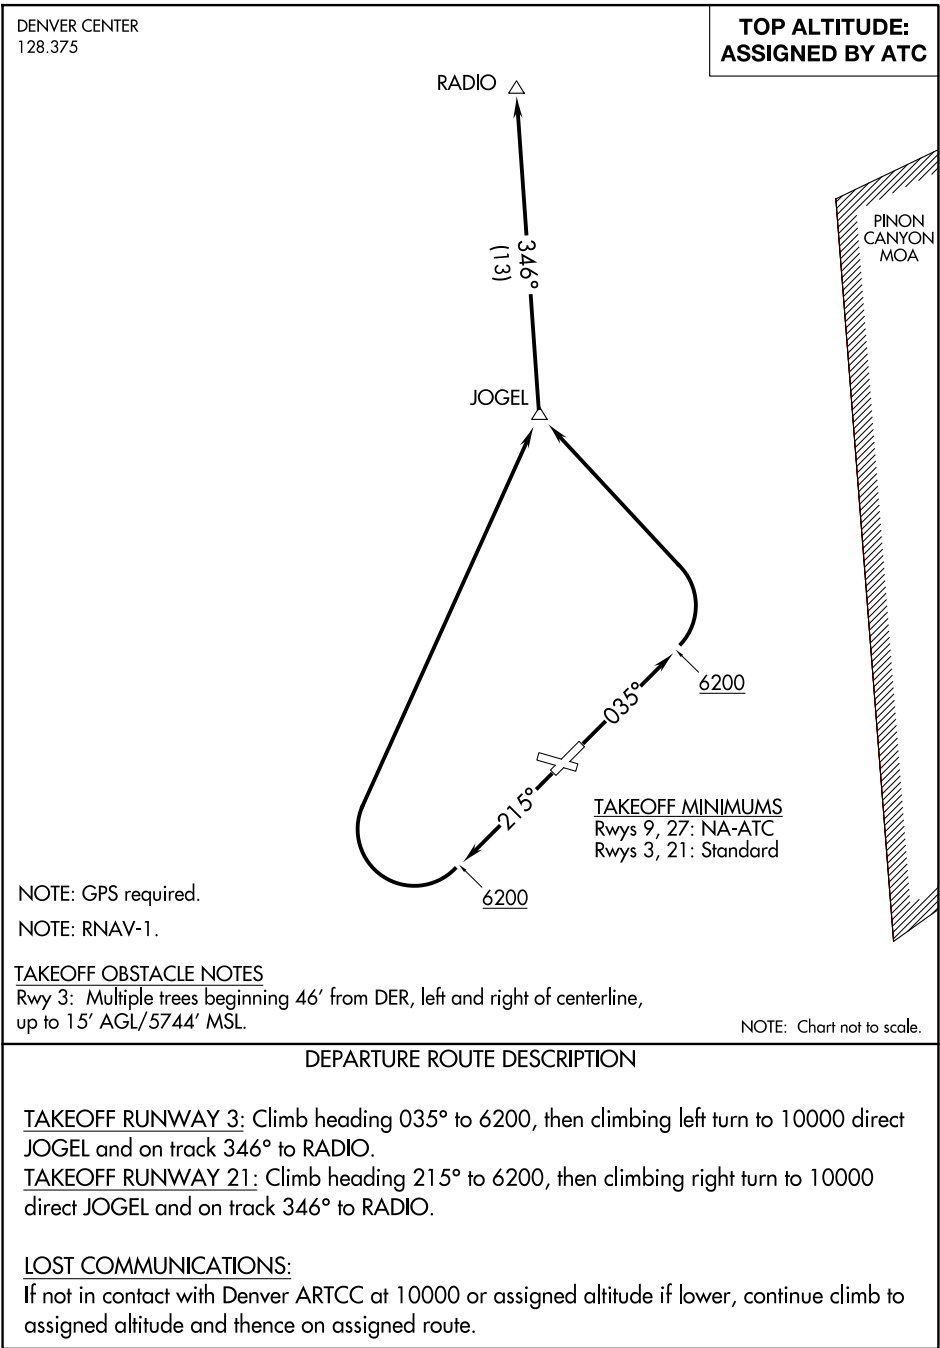 DENVER CENTER
128.375
TOP ALTITUDE:
ASSIGNED BY ATC
RADIO
PINON
CANYON
MOA
346°
(13)
JOGEL
6200
035°
215°
TAKEOFF MINIMUMS
Rwys 9, 27: NA-ATC
Rwys 3, 21: Standard
6200
NOTE: GPS required.
NOTE: RNAV-1.
TAKEOFF OBSTACLE NOTES
Rwy 3: Multiple trees beginning 46' from DER, left and right of centerline,
up to 15' AGL/5744' MSL.
NOTE: Chart not to scale.
DEPARTURE ROUTE DESCRIPTION
TAKEOFF RUNWAY 3: Climb heading 035° to 6200, then climbing left turn to 10000 direct
JOGEL and on track 346° to RADIO.
TAKEOFF RUNWAY 21: Climb heading 215° to 6200, then climbing right turn to 10000
direct JOGEL and on track 346° to RADIO.
LOST COMMUNICATIONS:
If not in contact with Denver ARTCC at 10000 or assigned altitude if lower, continue climb to
assigned altitude and thence on assigned route.